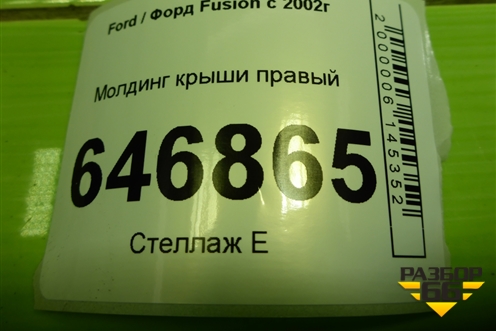 Ford / Форд Fusion с 2002г
Молдинг крыши правый
646865
Стеллаж Е
2000006145352
РАЗБОР
66